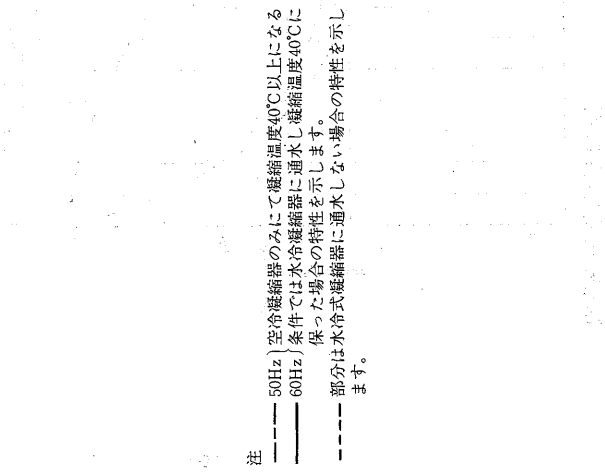 注
50Hz 空冷凝縮器のみにて凝縮温度40℃以上になる
60Hz 条件では水冷凝縮器に通水し凝縮温度40℃に
保った場合の特性を示します。
部分は水冷式凝縮器に通水しない場合の特性を示し
ます。